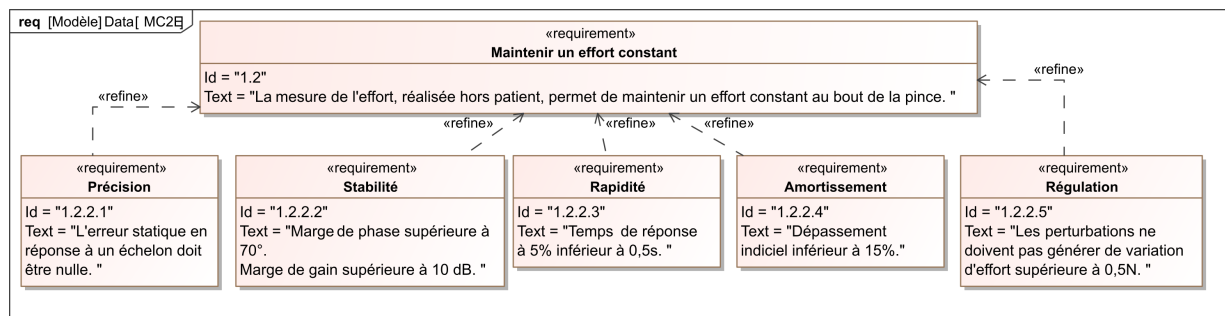 req [Modèle] Data[ MC2E]
«requirement»
Maintenir un effort constant
Id = "1.2"
Text = "La mesure de l'effort, réalisée hors patient, permet de maintenir un effort constant au bout de la pince. "
«refine»
«refine»
«refine»
«refine»
«refine»
«requirement»
Précision
Id = "1.2.2.1"
Text = "L'erreur statique en
réponse à un échelon doit
être nulle. "
«requirement»
Stabilité
Id = "1.2.2.2"
Text = "Marge de phase supérieure à
70°.
Marge de gain supérieure à 10 dB. "
«requirement»
Rapidité
Id = "1.2.2.3"
Text = "Temps  de réponse
à 5% inférieur à 0,5s. "
«requirement»
Amortissement
Id = "1.2.2.4"
Text = "Dépassement
indiciel inférieur à 15%."
«requirement»
Régulation
Id = "1.2.2.5"
Text = "Les perturbations ne
doivent pas générer de variation
d'effort supérieure à 0,5N. "